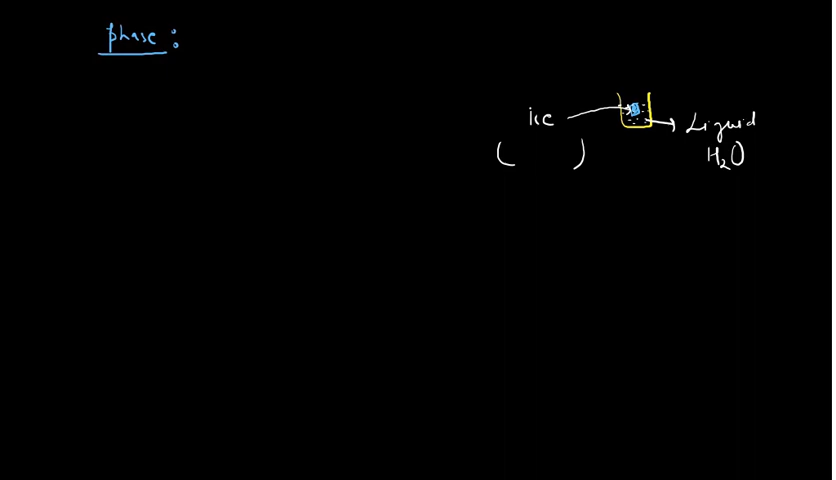 phase :
ice
Liquid
(      )
H₂O